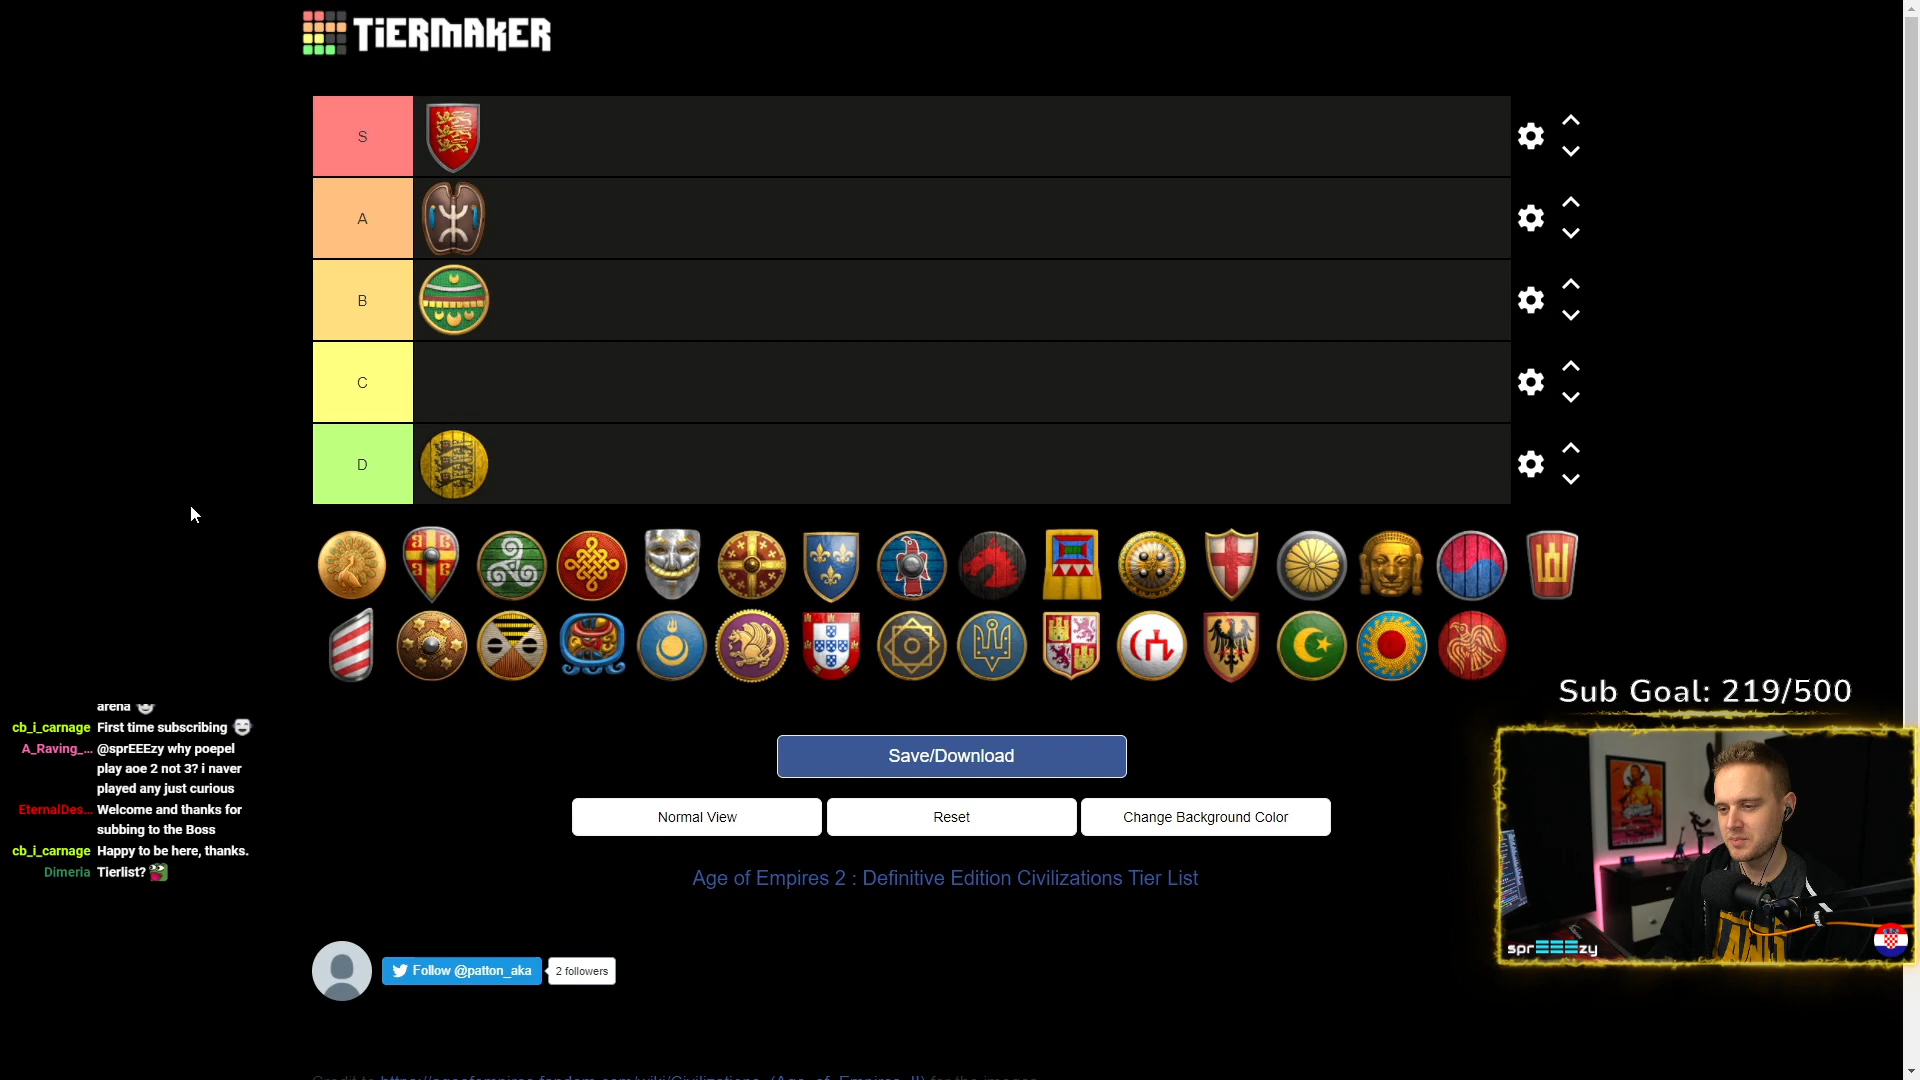 TiERMAKER
S
A
B
C
D
arena
cb_i_carnage First time subscribing
A_Raving_... @sprEEEzy why poepel
play aoe 2 not 3? i naver
played any just curious
EternalDes... Welcome and thanks for
subbing to the Boss
cb_i_carnage Happy to be here, thanks.
Dimeria Tierlist?
Sub Goal: 219/500
Save/Download
Normal View
Reset
Change Background Color
Age of Empires 2 : Definitive Edition Civilizations Tier List
Follow @patton_aka
2 followers
sprEEEzy